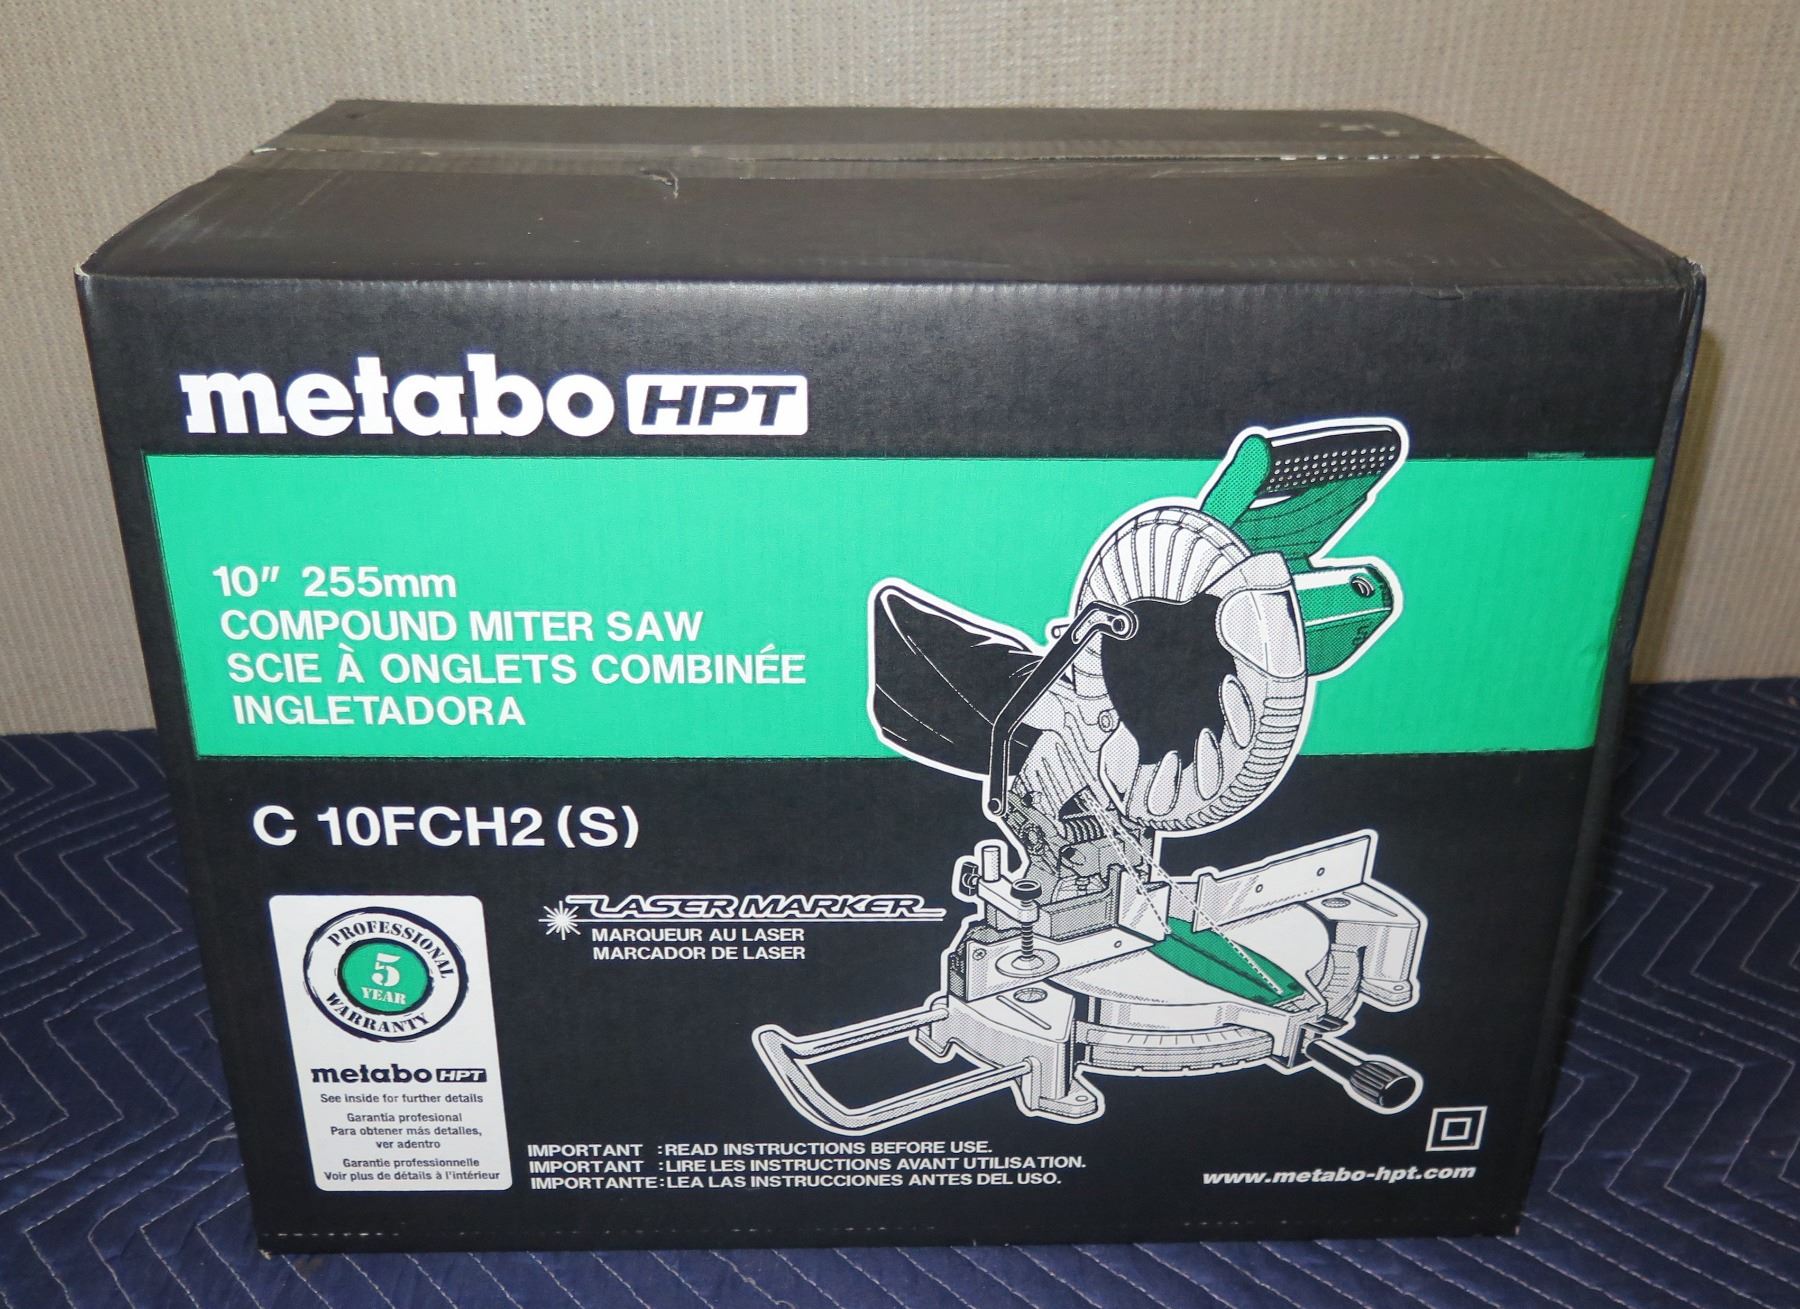 metabo HPT
10" 255mm
COMPOUND MITER SAW
SCIE À ONGLETS COMBINÉE
INGLETADORA
C 10FCH2 (S)
LASER MARKER
MARQUEUR AU LASER
MARCADOR DE LASER
PROFESSIONAL
5
YEAR
WARRANTY
metabo HPT
See inside for further details
Garantía profesional
Para obtener más detalles,
ver adentro
Garantie professionnelle
Voir plus de détails à l'intérieur
IMPORTANT :READ INSTRUCTIONS BEFORE USE.
IMPORTANT :LIRE LES INSTRUCTIONS AVANT UTILISATION.
IMPORTANTE:LEA LAS INSTRUCCIONES ANTES DEL USO.
www.metabo-hpt.com